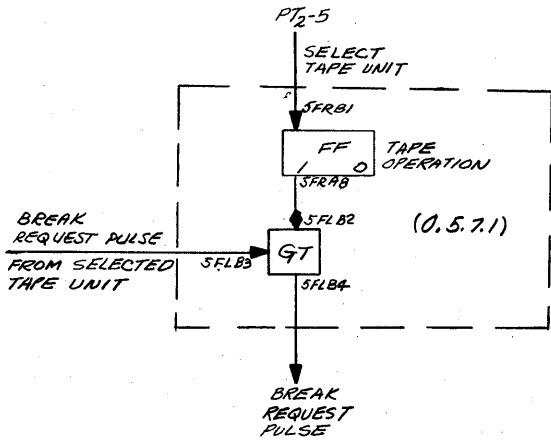 PT2-5
SELECT
TAPE UNIT
5FRB1
FF
1 0
TAPE
OPERATION
5FRA8
5FLB2
(0.5.7.1)
BREAK
REQUEST PULSE
FROM SELECTED
TAPE UNIT
5FLB3
GT
5FLB4
BREAK
REQUEST
PULSE